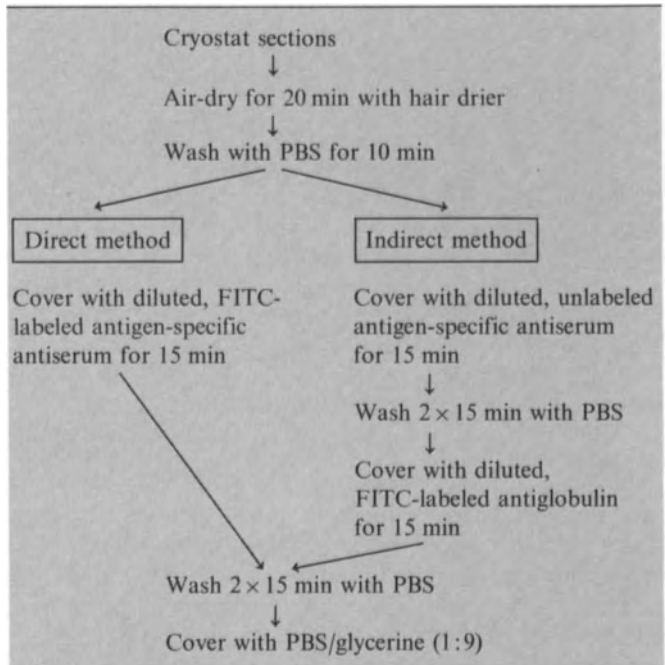 Cryostat sections
↓
Air-dry for 20 min with hair drier
↓
Wash with PBS for 10 min
Direct method
Cover with diluted, FITC-
labeled antigen-specific
antiserum for 15 min
Indirect method
Cover with diluted, unlabeled
antigen-specific antiserum
for 15 min
↓
Wash 2 × 15 min with PBS
↓
Cover with diluted,
FITC-labeled antiglobulin
for 15 min
Wash 2 × 15 min with PBS
↓
Cover with PBS/glycerine (1:9)